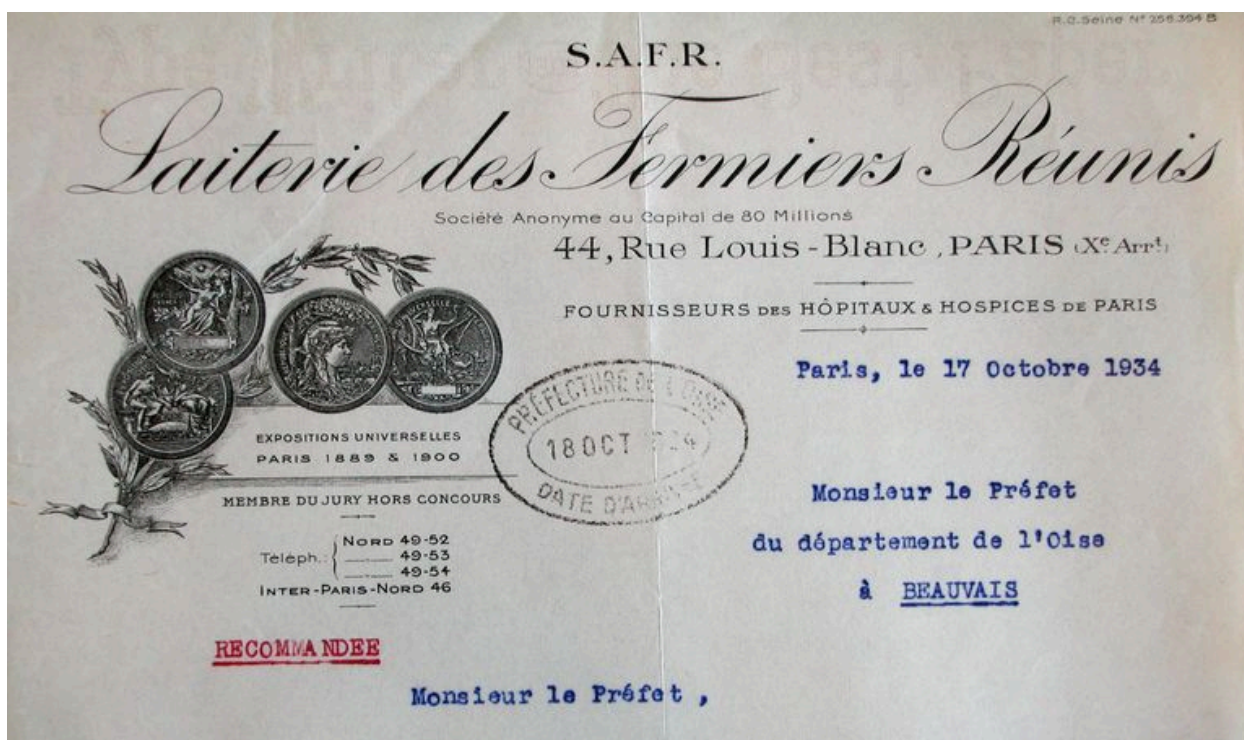 R.C. Seine Nº 256.394 B
S.A.F.R.
Laiterie des Fermiers Réunis
Société Anonyme au Capital de 80 Millions
44, Rue Louis-Blanc, PARIS (Xe Arrt)
FOURNISSEURS DES HÔPITAUX & HOSPICES DE PARIS
Paris, le 17 Octobre 1934
PRÉFECTURE DE L'OISE
18 OCT
DATE D'ARRIVÉE
EXPOSITIONS UNIVERSELLES
PARIS 1889 & 1900
MEMBRE DU JURY HORS CONCOURS
Téléph.: NORD 49-52
49-53
49-54
INTER-PARIS-NORD 46
Monsieur le Préfet
du département de l'Oise
à BEAUVAIS
RECOMMANDEE
Monsieur le Préfet ,